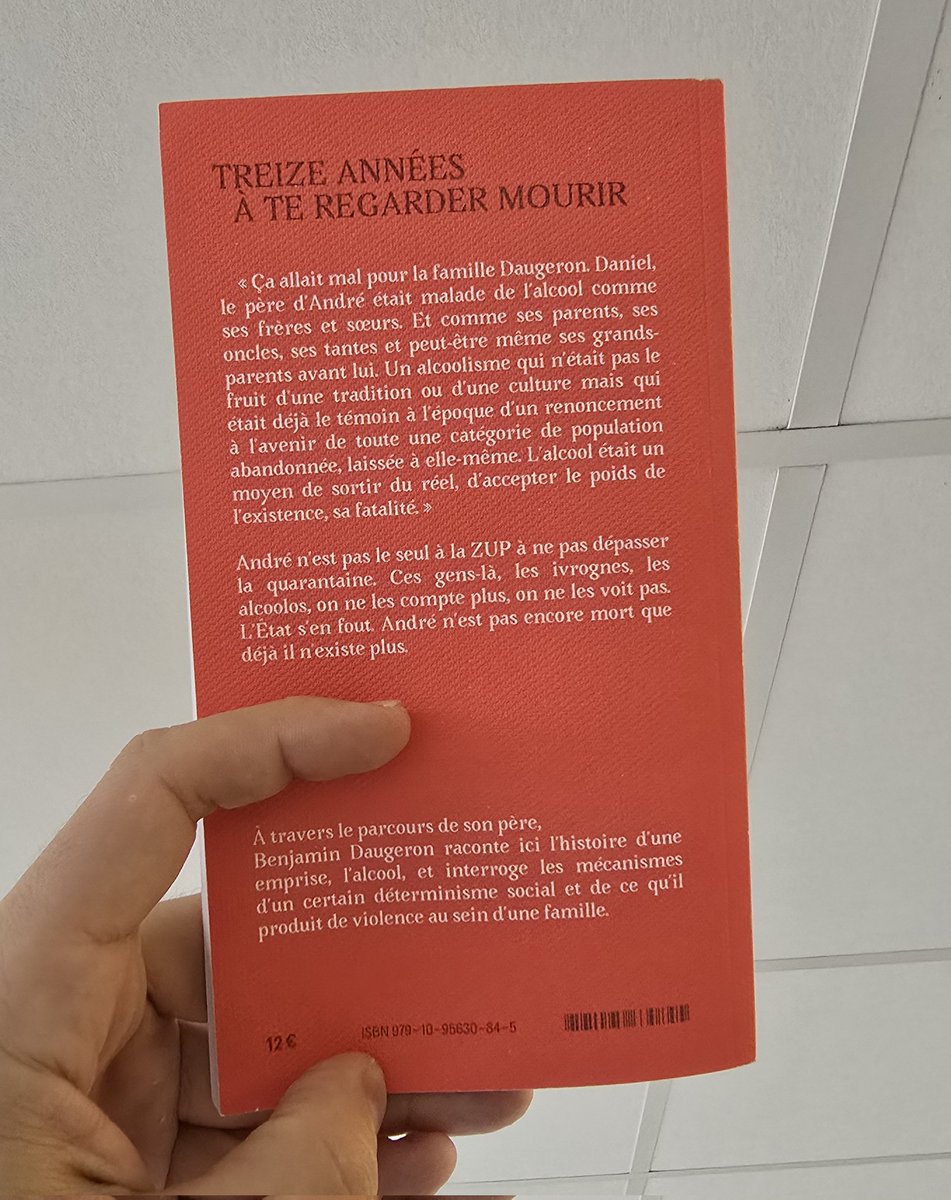 TREIZE ANNÉES
À TE REGARDER MOURIR
« Ça allait mal pour la famille Daugeron. Daniel,
le père d'André était malade de l'alcool comme
ses frères et sœurs. Et comme ses parents, ses
oncles, ses tantes et peut-être même ses grands-
parents avant lui. Un alcoolisme qui n'était pas le
fruit d'une tradition ou d'une culture mais qui
était déjà le témoin à l'époque d'un renoncement
à l'avenir de toute une catégorie de population
abandonnée, laissée à elle-même. L'alcool était un
moyen de sortir du réel, d'accepter le poids de
l'existence, sa fatalité. »
André n'est pas le seul à la ZUP à ne pas dépasser
la quarantaine. Ces gens-là, les ivrognes, les
alcoolos, on ne les compte plus, on ne les voit pas.
L'État s'en fout. André n'est pas encore mort que
déjà il n'existe plus.
À travers le parcours de son père,
Benjamin Daugeron raconte ici l'histoire d'une
emprise, l'alcool, et interroge les mécanismes
d'un certain déterminisme social et de ce qu'il
produit de violence au sein d'une famille.
12 € ISBN 979-10-95630-84-5